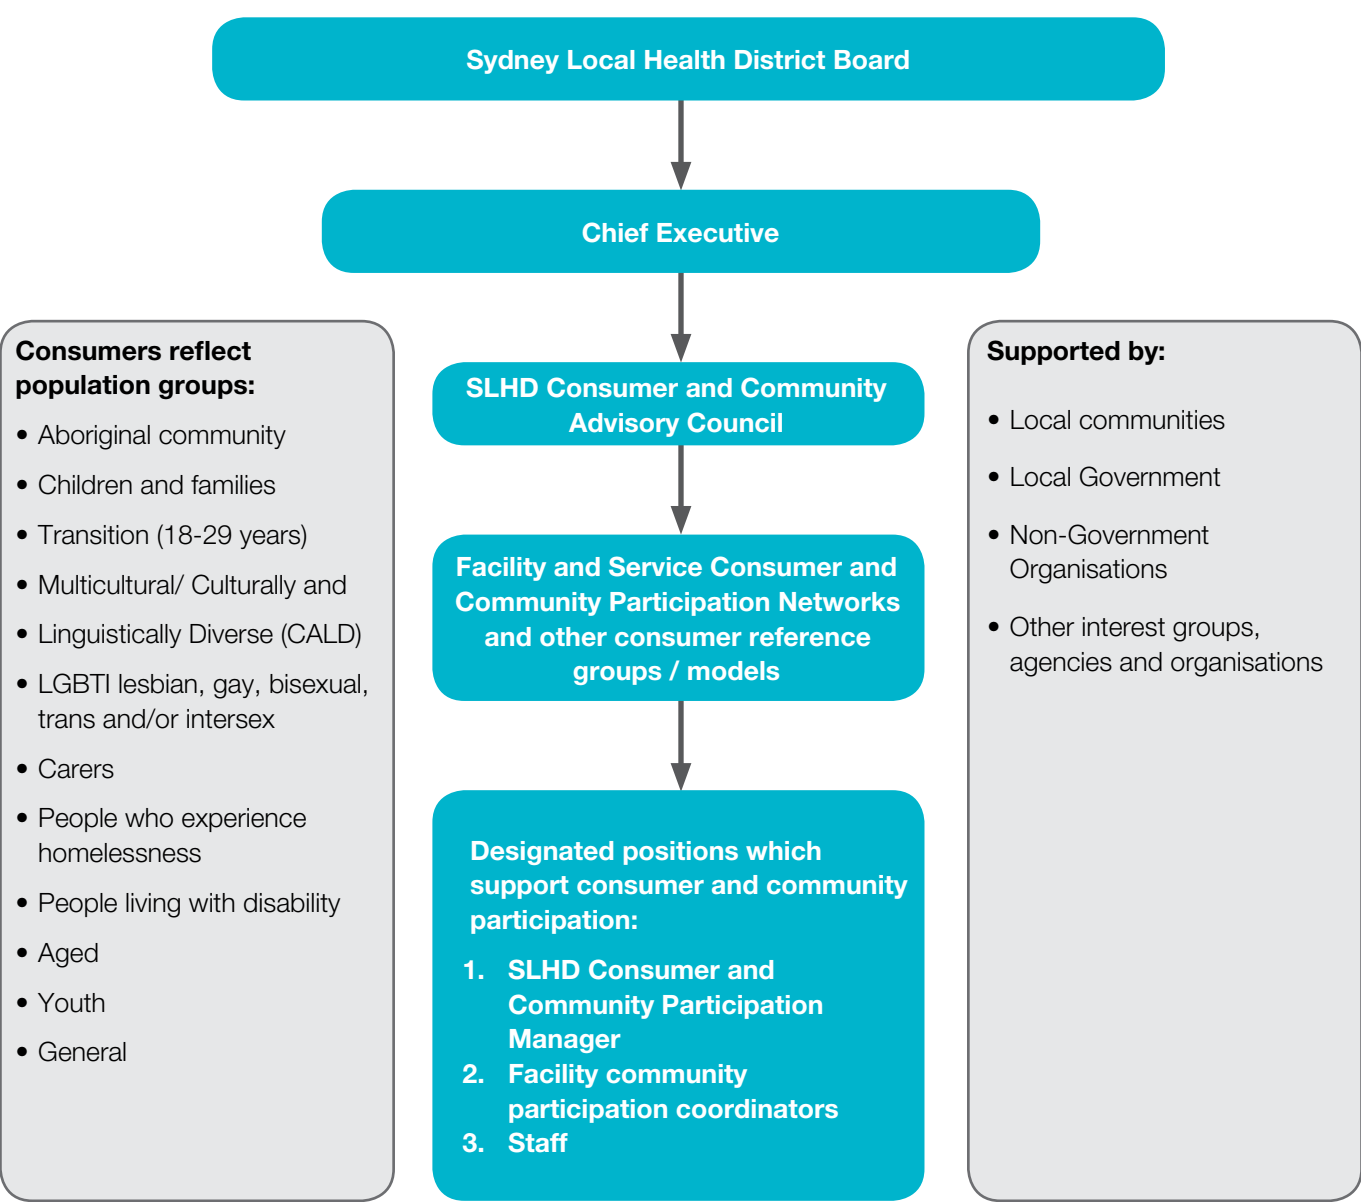 Sydney Local Health District Board
Chief Executive
Consumers reflect
population groups:
• Aboriginal community
• Children and families
• Transition (18-29 years)
• Multicultural/ Culturally and
• Linguistically Diverse (CALD)
• LGBTI lesbian, gay, bisexual,
trans and/or intersex
• Carers
• People who experience
homelessness
• People living with disability
• Aged
• Youth
• General
SLHD Consumer and Community
Advisory Council
Facility and Service Consumer and
Community Participation Networks
and other consumer reference
groups / models
Designated positions which
support consumer and community
participation:
1. SLHD Consumer and
Community Participation
Manager
2. Facility community
participation coordinators
3. Staff
Supported by:
• Local communities
• Local Government
• Non-Government
Organisations
• Other interest groups,
agencies and organisations